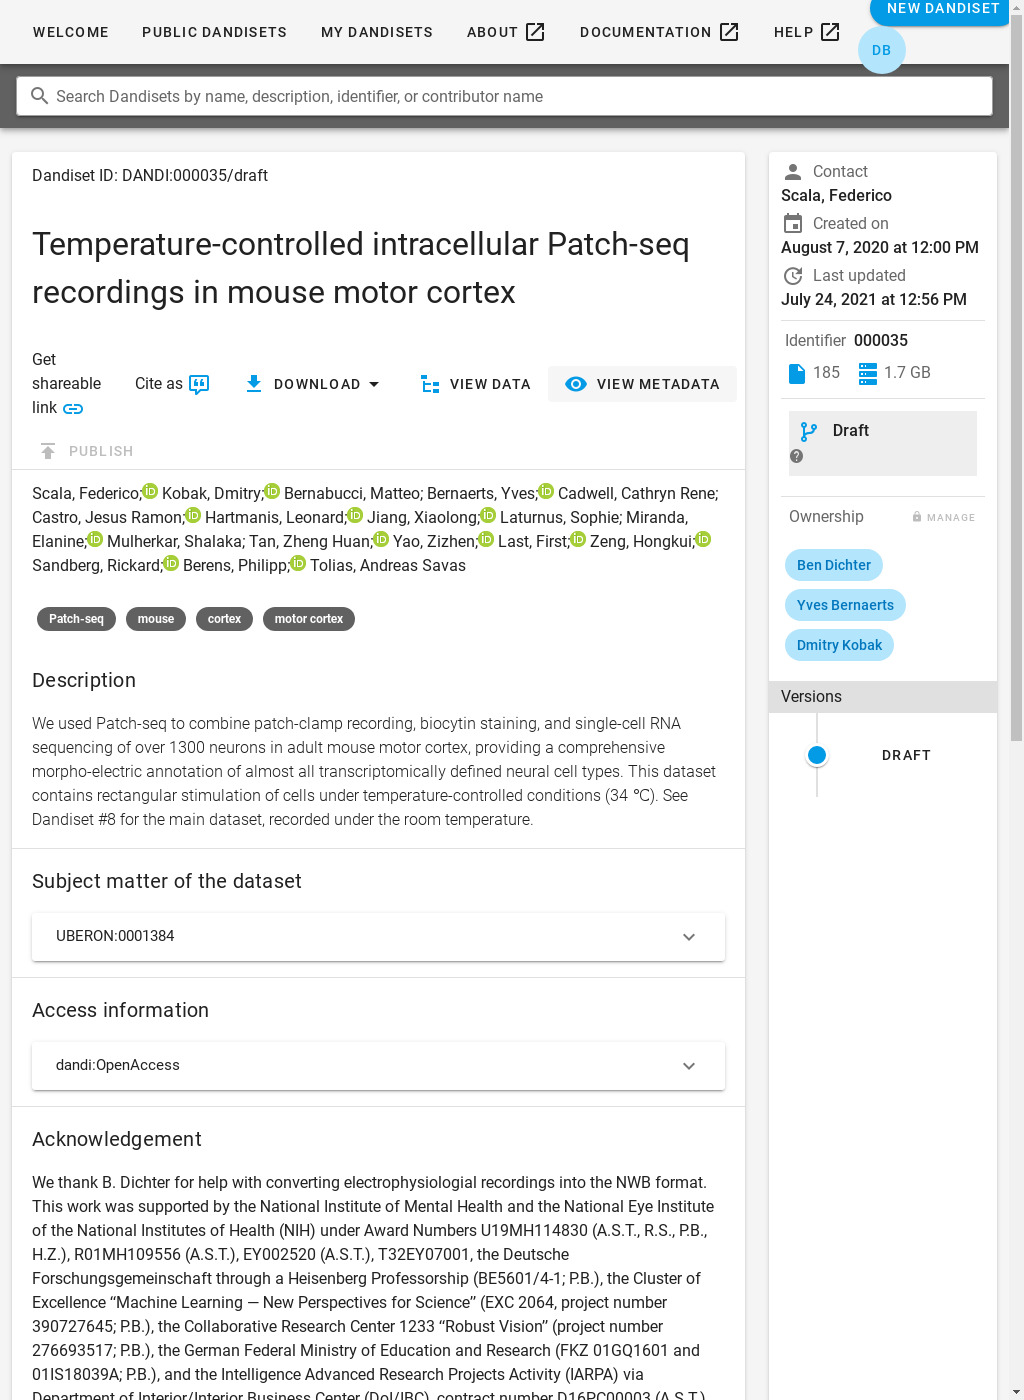 WELCOME
PUBLIC DANDISETS
MY DANDISETS
ABOUT
DOCUMENTATION
HELP
NEW DANDISET
DB
Search Dandisets by name, description, identifier, or contributor name
Dandiset ID: DANDI:000035/draft
Temperature-controlled intracellular Patch-seq
recordings in mouse motor cortex
Get
shareable
link
Cite as
DOWNLOAD
VIEW DATA
VIEW METADATA
PUBLISH
Scala, Federico; Kobak, Dmitry; Bernabucci, Matteo; Bernaerts, Yves; Cadwell, Cathryn Rene;
Castro, Jesus Ramon; Hartmanis, Leonard; Jiang, Xiaolong; Laturnus, Sophie; Miranda,
Elanine; Mulherkar, Shalaka; Tan, Zheng Huan; Yao, Zizhen; Last, First; Zeng, Hongkui;
Sandberg, Rickard; Berens, Philipp; Tolias, Andreas Savas
Patch-seq
mouse
cortex
motor cortex
Description
We used Patch-seq to combine patch-clamp recording, biocytin staining, and single-cell RNA
sequencing of over 1300 neurons in adult mouse motor cortex, providing a comprehensive
morpho-electric annotation of almost all transcriptomically defined neural cell types. This dataset
contains rectangular stimulation of cells under temperature-controlled conditions (34 ℃). See
Dandiset #8 for the main dataset, recorded under the room temperature.
Subject matter of the dataset
UBERON:0001384
Access information
dandi:OpenAccess
Acknowledgement
We thank B. Dichter for help with converting electrophysiologial recordings into the NWB format.
This work was supported by the National Institute of Mental Health and the National Eye Institute
of the National Institutes of Health (NIH) under Award Numbers U19MH114830 (A.S.T., R.S., P.B.,
H.Z.), R01MH109556 (A.S.T.), EY002520 (A.S.T.), T32EY07001, the Deutsche
Forschungsgemeinschaft through a Heisenberg Professorship (BE5601/4-1; P.B.), the Cluster of
Excellence “Machine Learning — New Perspectives for Science” (EXC 2064, project number
390727645; P.B.), the Collaborative Research Center 1233 “Robust Vision” (project number
276693517; P.B.), the German Federal Ministry of Education and Research (FKZ 01GQ1601 and
01IS18039A; P.B.), and the Intelligence Advanced Research Projects Activity (IARPA) via
Department of Interior/Interior Business Center (DoI/IBC), contract number D16PC00003 (A.S.T.).
Contact
Scala, Federico
Created on
August 7, 2020 at 12:00 PM
Last updated
July 24, 2021 at 12:56 PM
Identifier 000035
185
1.7 GB
Draft
Ownership
MANAGE
Ben Dichter
Yves Bernaerts
Dmitry Kobak
Versions
DRAFT